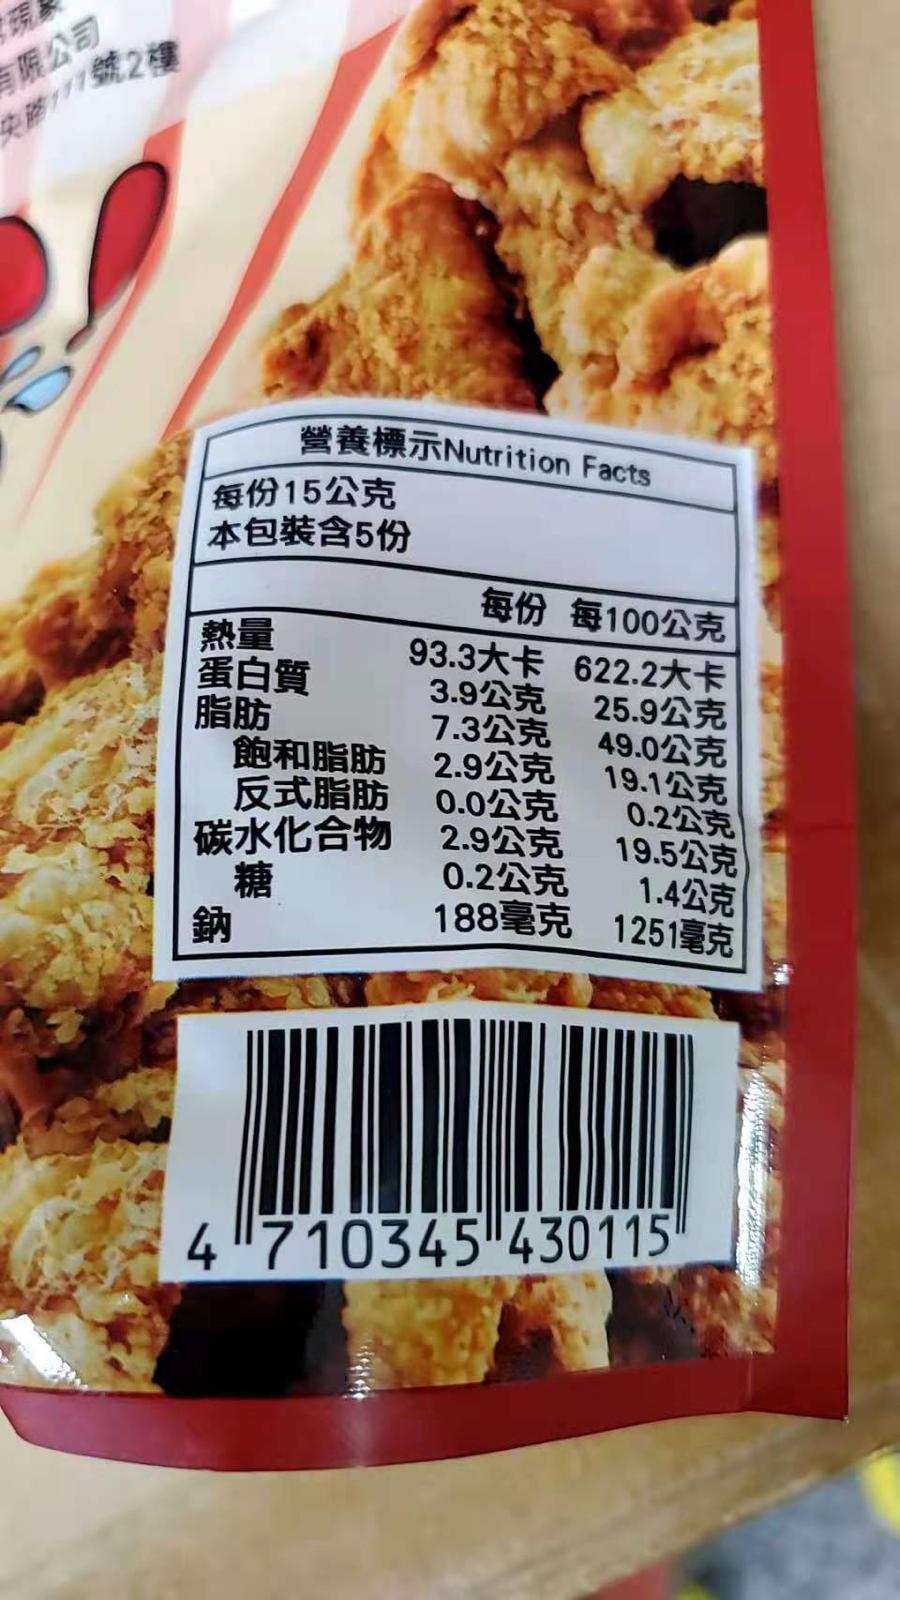 現象
有限公司
央路111號2樓
營養標示Nutrition Facts
每份15公克
本包裝含5份
每份 每100公克
熱量 93.3大卡 622.2大卡
蛋白質 3.9公克 25.9公克
脂肪 7.3公克 49.0公克
飽和脂肪 2.9公克 19.1公克
反式脂肪 0.0公克 0.2公克
碳水化合物 2.9公克 19.5公克
糖 0.2公克 1.4公克
鈉 188毫克 1251毫克
4 710345 430115